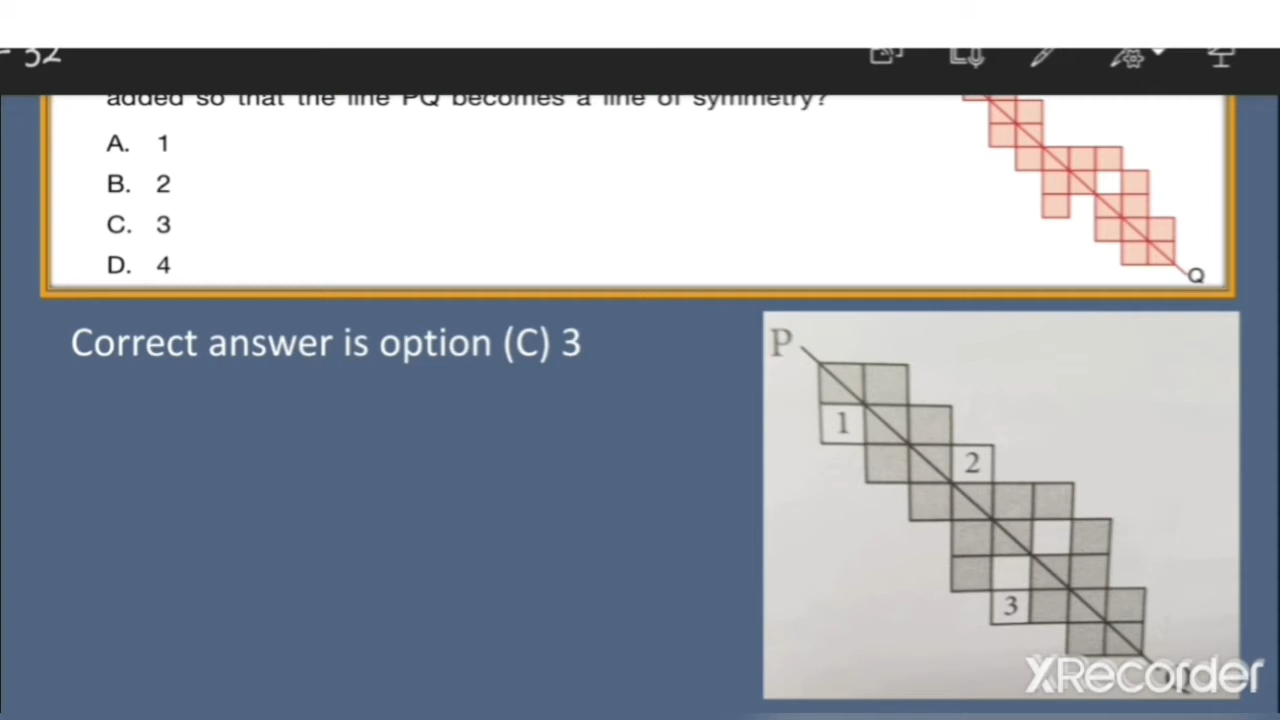 - 32
added so that the line PQ becomes a line of symmetry?
A. 1
B. 2
C. 3
D. 4
Q
Correct answer is option (C) 3
P
1
2
3
Q
XRecorder